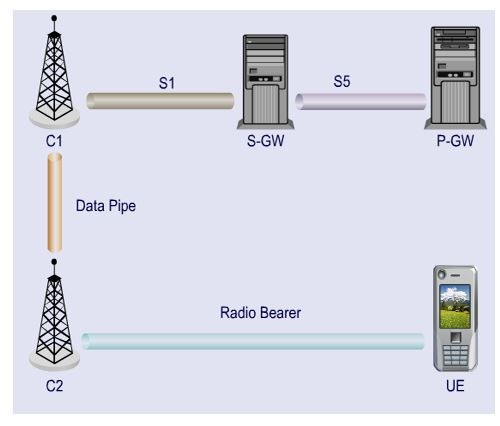 S1
S5
C1
S-GW
P-GW
Data Pipe
Radio Bearer
C2
UE